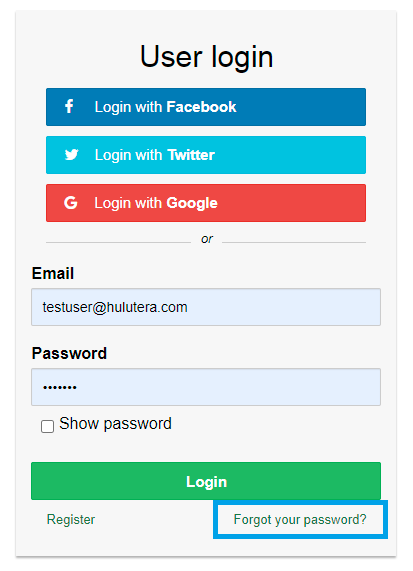 User login
Login with Facebook
Login with Twitter
Login with Google
or
Email
testuser@hulutera.com
Password
•••••••
Show password
Login
Register
Forgot your password?